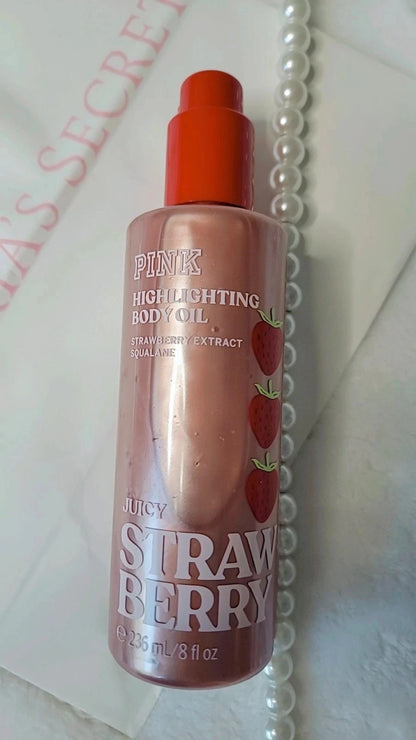 A'S SECRET
PINK
HIGHLIGHTING
BODY OIL
STRAWBERRY EXTRACT
SQUALANE
JUICY
STRAW
BERRY
℮ 236 mL/8 fl oz